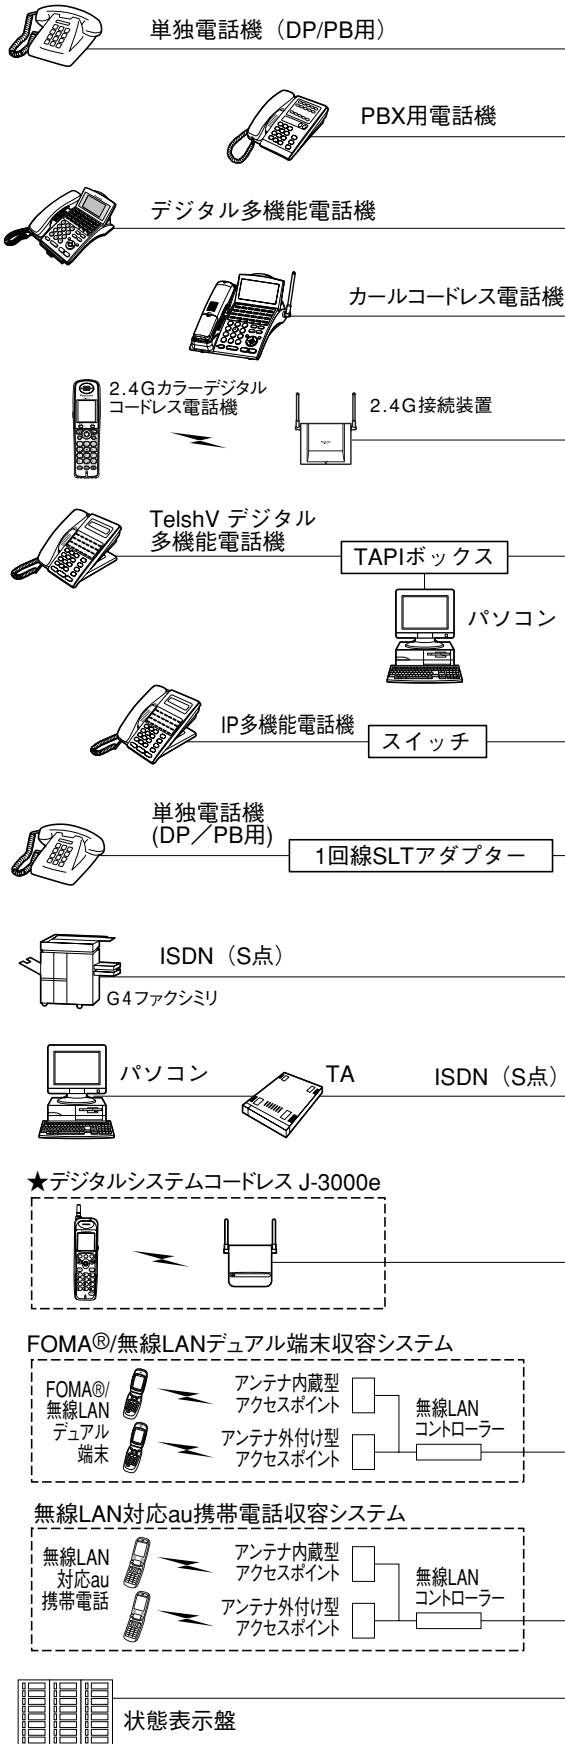 単独電話機（DP/PB用）
PBX用電話機
デジタル多機能電話機
カールコードレス電話機
2.4Gカラーデジタル
コードレス電話機
2.4G接続装置
TelshV デジタル
多機能電話機
TAPIボックス
パソコン
IP多機能電話機
スイッチ
単独電話機
(DP／PB用)
1回線SLTアダプター
ISDN（S点）
G4ファクシミリ
パソコン
TA
ISDN（S点）
★デジタルシステムコードレス J-3000e
FOMA®/無線LANデュアル端末収容システム
FOMA®/
無線LAN
デュアル
端末
アンテナ内蔵型
アクセスポイント
アンテナ外付け型
アクセスポイント
無線LAN
コントローラー
無線LAN対応au携帯電話収容システム
無線LAN
対応au
携帯電話
アンテナ内蔵型
アクセスポイント
アンテナ外付け型
アクセスポイント
無線LAN
コントローラー
状態表示盤